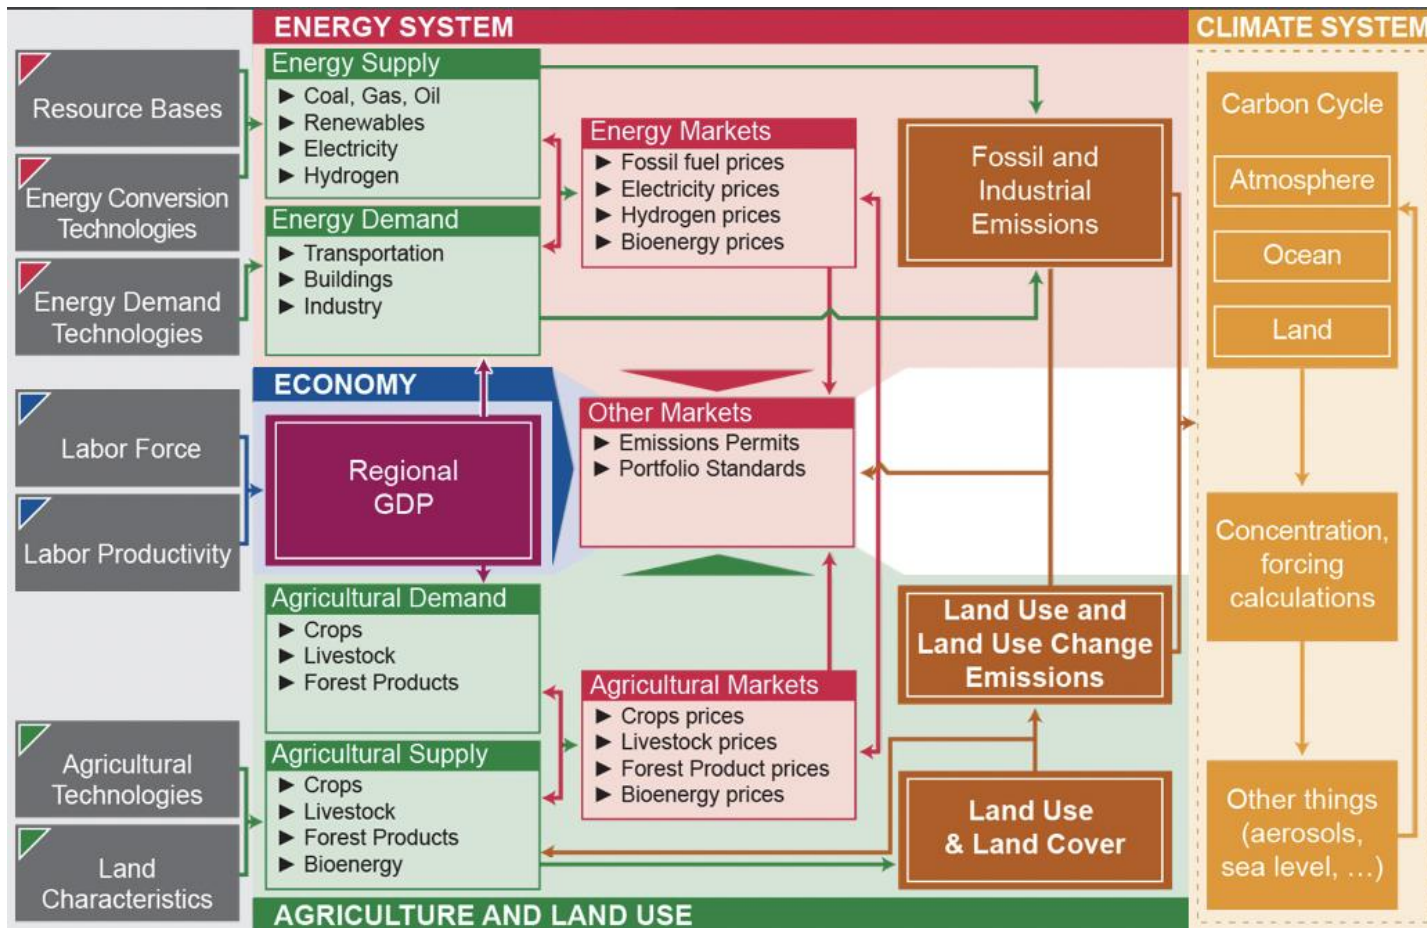 ENERGY SYSTEM
CLIMATE SYSTEM
Resource Bases
Energy Conversion
Technologies
Energy Demand
Technologies
Labor Force
Labor Productivity
Agricultural
Technologies
Land
Characteristics
Energy Supply
► Coal, Gas, Oil
► Renewables
► Electricity
► Hydrogen
Energy Demand
► Transportation
► Buildings
► Industry
Energy Markets
► Fossil fuel prices
► Electricity prices
► Hydrogen prices
► Bioenergy prices
Fossil and
Industrial
Emissions
ECONOMY
Regional
GDP
Other Markets
► Emissions Permits
► Portfolio Standards
Agricultural Demand
► Crops
► Livestock
► Forest Products
Agricultural Supply
► Crops
► Livestock
► Forest Products
► Bioenergy
Agricultural Markets
► Crops prices
► Livestock prices
► Forest Product prices
► Bioenergy prices
Land Use and
Land Use Change
Emissions
Land Use
& Land Cover
AGRICULTURE AND LAND USE
Carbon Cycle
Atmosphere
Ocean
Land
Concentration,
forcing
calculations
Other things
(aerosols,
sea level, …)